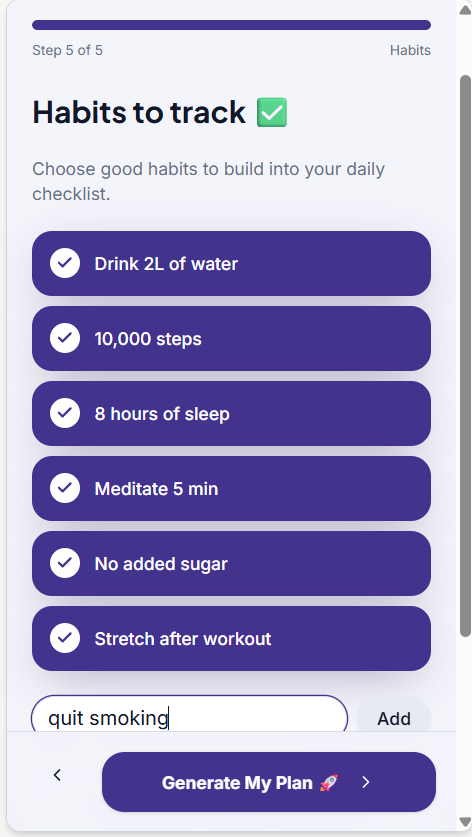 Step 5 of 5
Habits
Habits to track ✅
Choose good habits to build into your daily
checklist.
Drink 2L of water
10,000 steps
8 hours of sleep
Meditate 5 min
No added sugar
Stretch after workout
quit smoking
Add
Generate My Plan 🚀